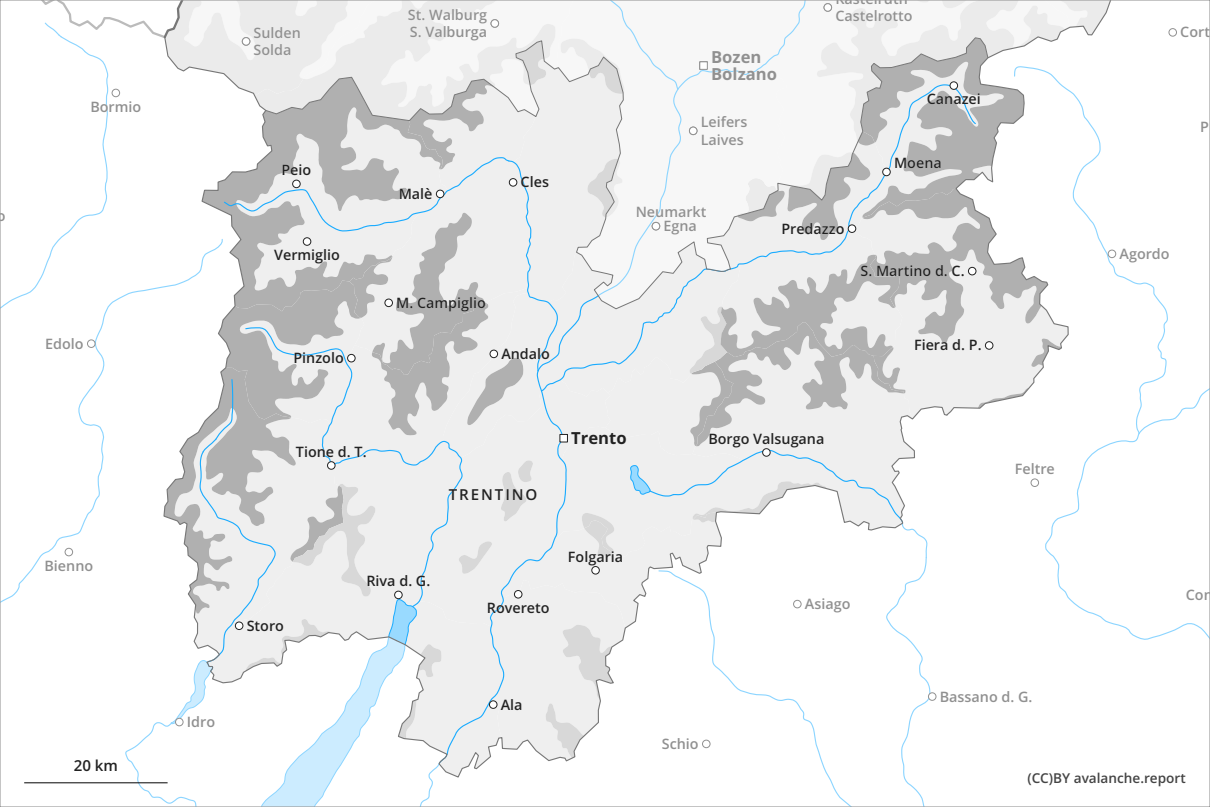 Kastelruth
Castelrotto
St. Walburg
S. Valburga
Sulden
Solda
Cort
Bozen
Bolzano
Bormio
Canazei
Leifers
Laives
P
Moena
Peio
Malè
Cles
Neumarkt
Egna
Predazzo
Vermiglio
Agordo
S. Martino d. C.
M. Campiglio
Edolo
Pinzolo
Andalo
Fiera d. P.
Trento
Borgo Valsugana
Tione d. T.
Feltre
TRENTINO
Folgaria
Bienno
Riva d. G.
Cor
Rovereto
Asiago
Storo
Bassano d. G.
Ala
Idro
Schio
20 km
(CC)BY avalanche.report